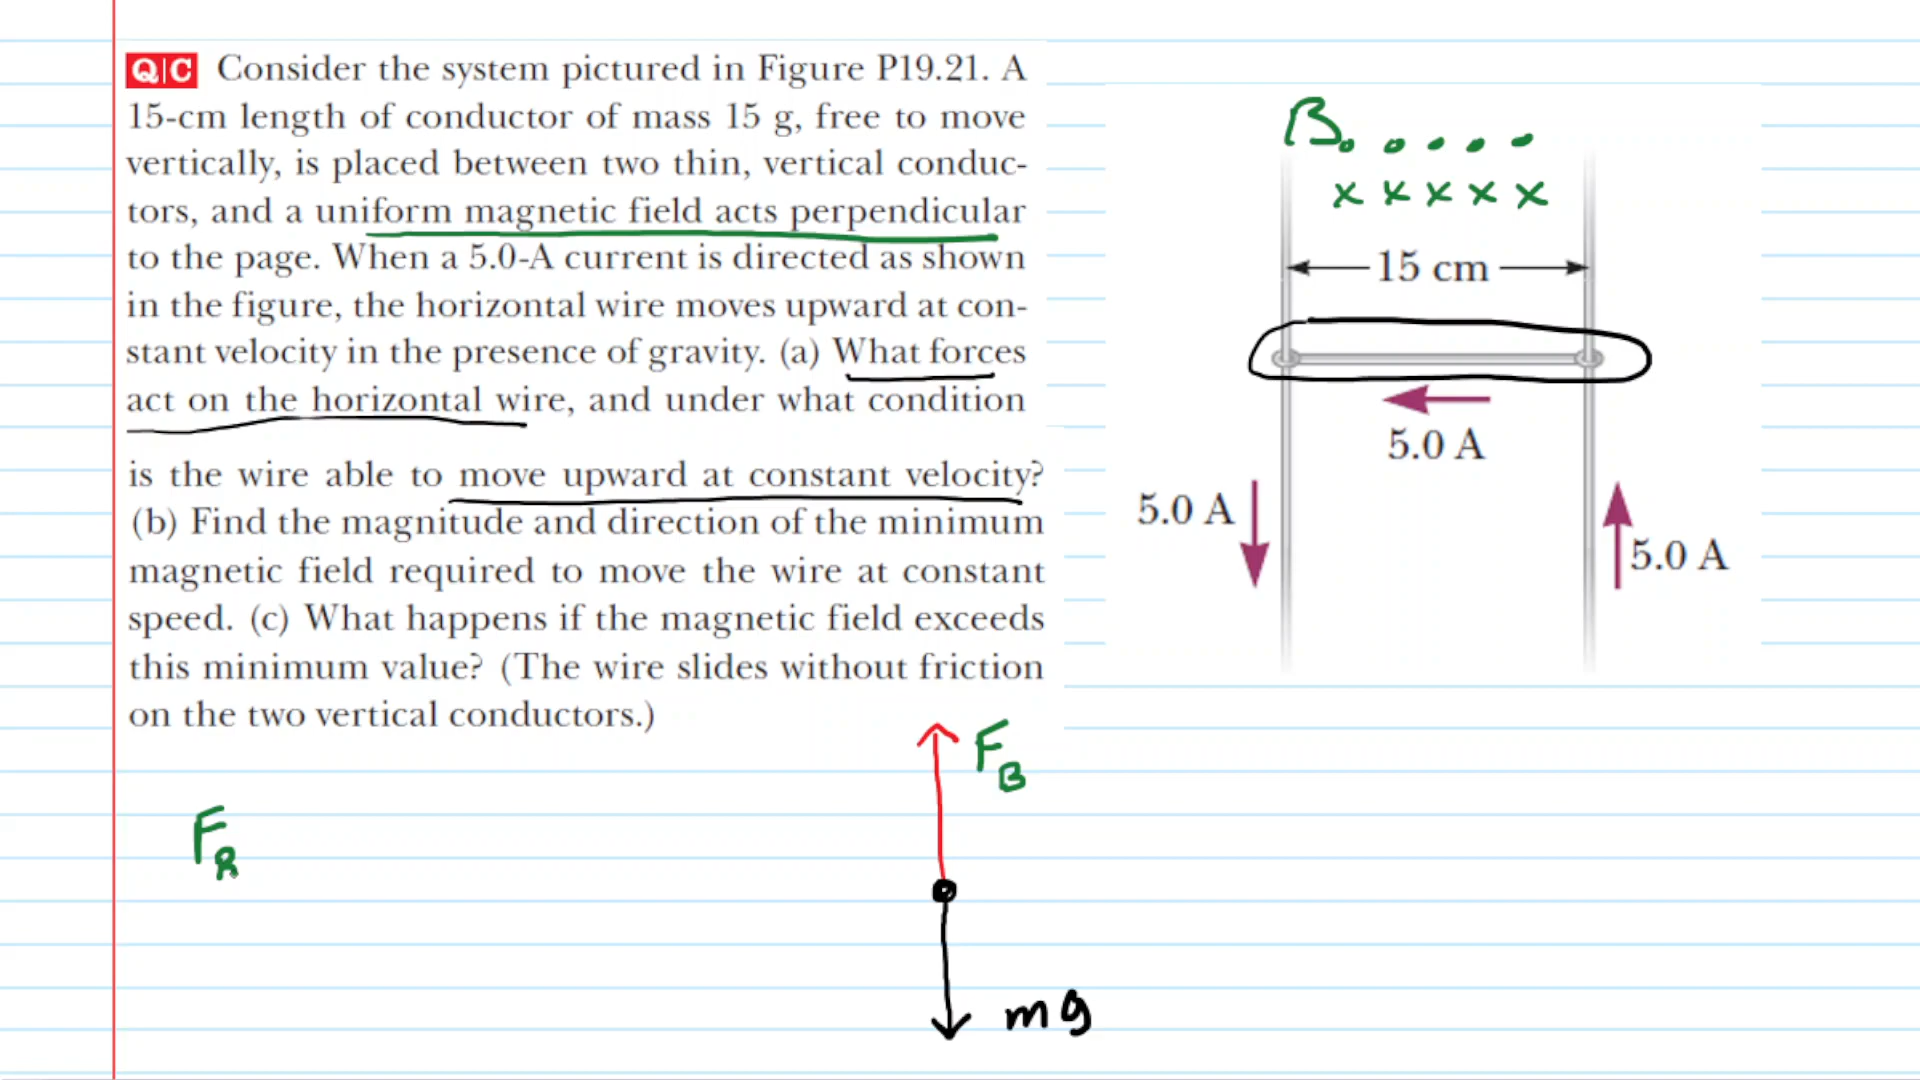 Q|C Consider the system pictured in Figure P19.21. A
15-cm length of conductor of mass 15 g, free to move
vertically, is placed between two thin, vertical conduc-
tors, and a uniform magnetic field acts perpendicular
to the page. When a 5.0-A current is directed as shown
in the figure, the horizontal wire moves upward at con-
stant velocity in the presence of gravity. (a) What forces
act on the horizontal wire, and under what condition
is the wire able to move upward at constant velocity?
(b) Find the magnitude and direction of the minimum
magnetic field required to move the wire at constant
speed. (c) What happens if the magnetic field exceeds
this minimum value? (The wire slides without friction
on the two vertical conductors.)
B
x x x x x
15 cm
5.0 A
5.0 A
5.0 A
F_B
F_B
mg